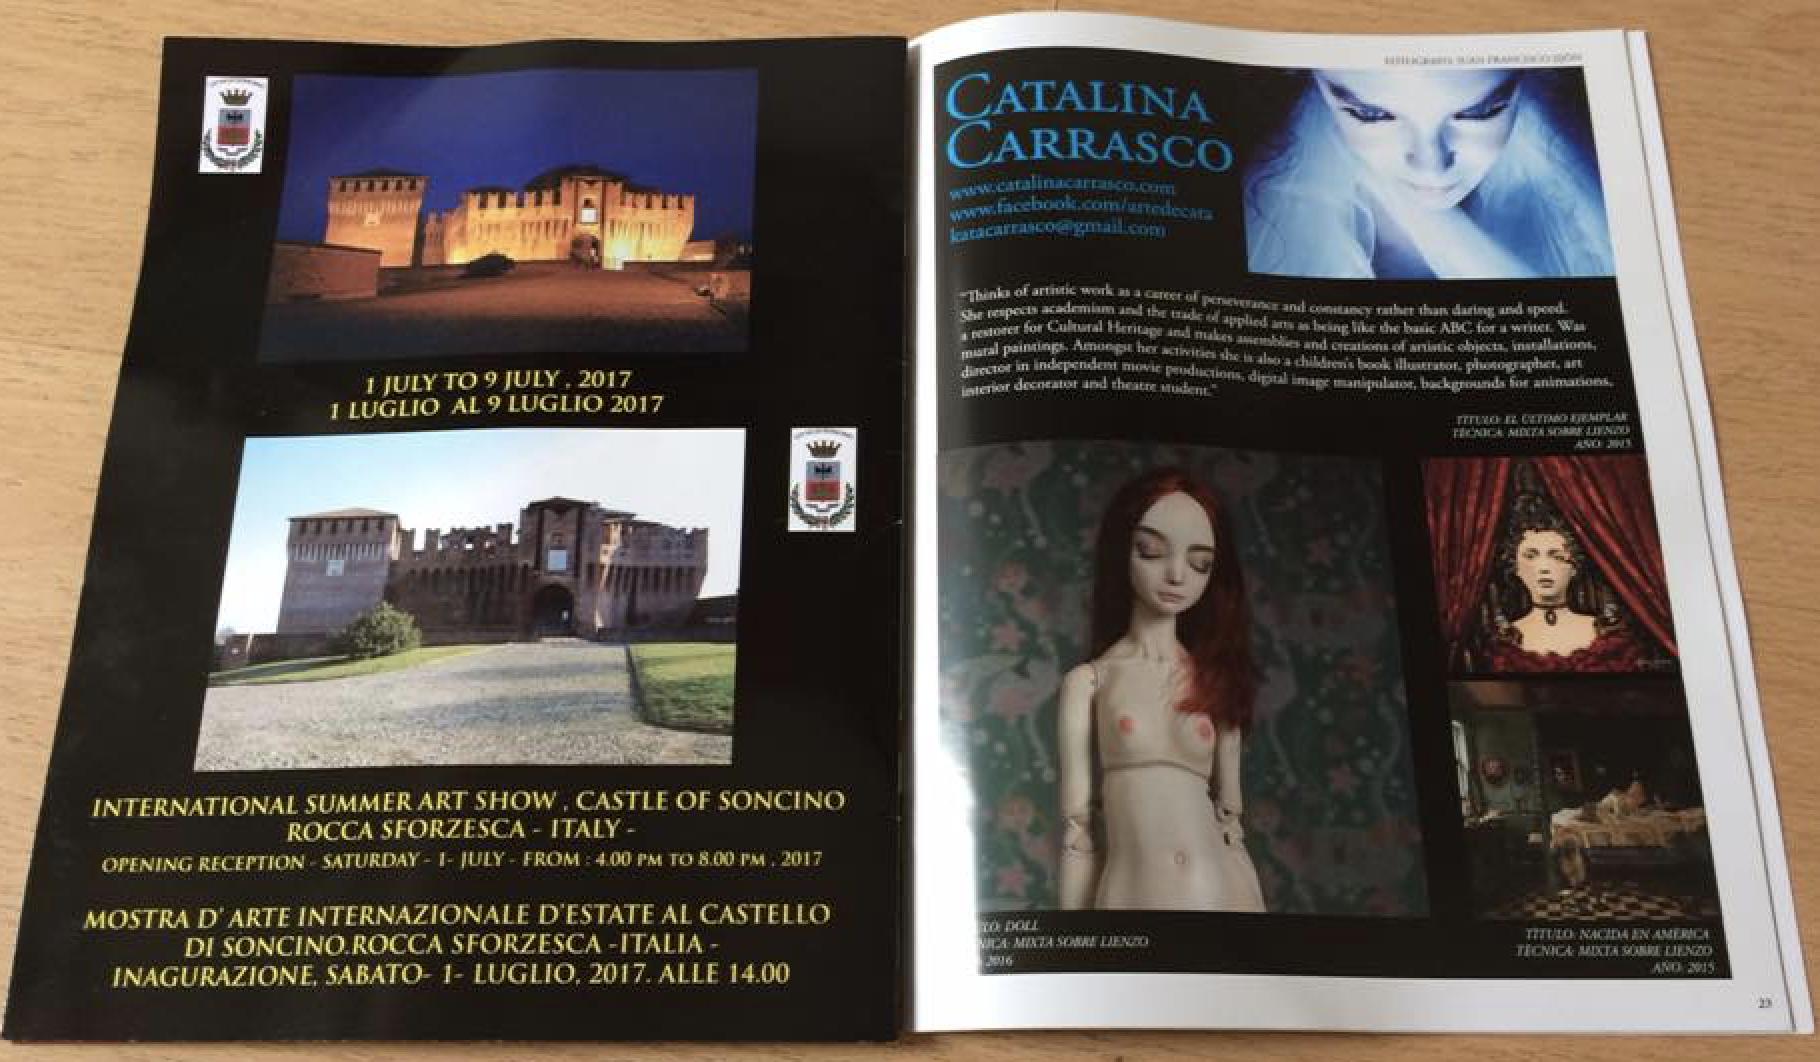 1 JULY TO 9 JULY , 2017
1 LUGLIO AL 9 LUGLIO 2017
INTERNATIONAL SUMMER ART SHOW , CASTLE OF SONCINO
ROCCA SFORZESCA - ITALY -
OPENING RECEPTION - SATURDAY - 1- JULY - FROM : 4.00 PM TO 8.00 PM , 2017
MOSTRA D' ARTE INTERNAZIONALE D'ESTATE AL CASTELLO
DI SONCINO.ROCCA SFORZESCA -ITALIA -
INAGURAZIONE, SABATO- 1- LUGLIO, 2017. ALLE 14.00
FOTOGRAFÍA: JUAN FRANCISCO
CATALINA
CARRASCO
www.catalinacarrasco.com
www.facebook.com/artedecata
katacarrasco@gmail.com
"Thinks of artistic work as a career of perseverance and constancy rather than daring and speed.
She respects academism and the trade of applied arts as being like the basic ABC for a writer. Was
a restorer for Cultural Heritage and makes assemblies and creations of artistic objects, installations,
mural paintings. Amongst her activities she is also a children's book illustrator, photographer, art
director in independent movie productions, digital image manipulator, backgrounds for animations,
interior decorator and theatre student."
TÍTULO: EL ÚLTIMO EJEMPLAR
TÉCNICA: MIXTA SOBRE LIENZO
AÑO: 2015
LO: DOLL
NICA: MIXTA SOBRE LIENZO
2016
TÍTULO: NACIDA EN AMÉRICA
TÉCNICA: MIXTA SOBRE LIENZO
AÑO: 2015
23